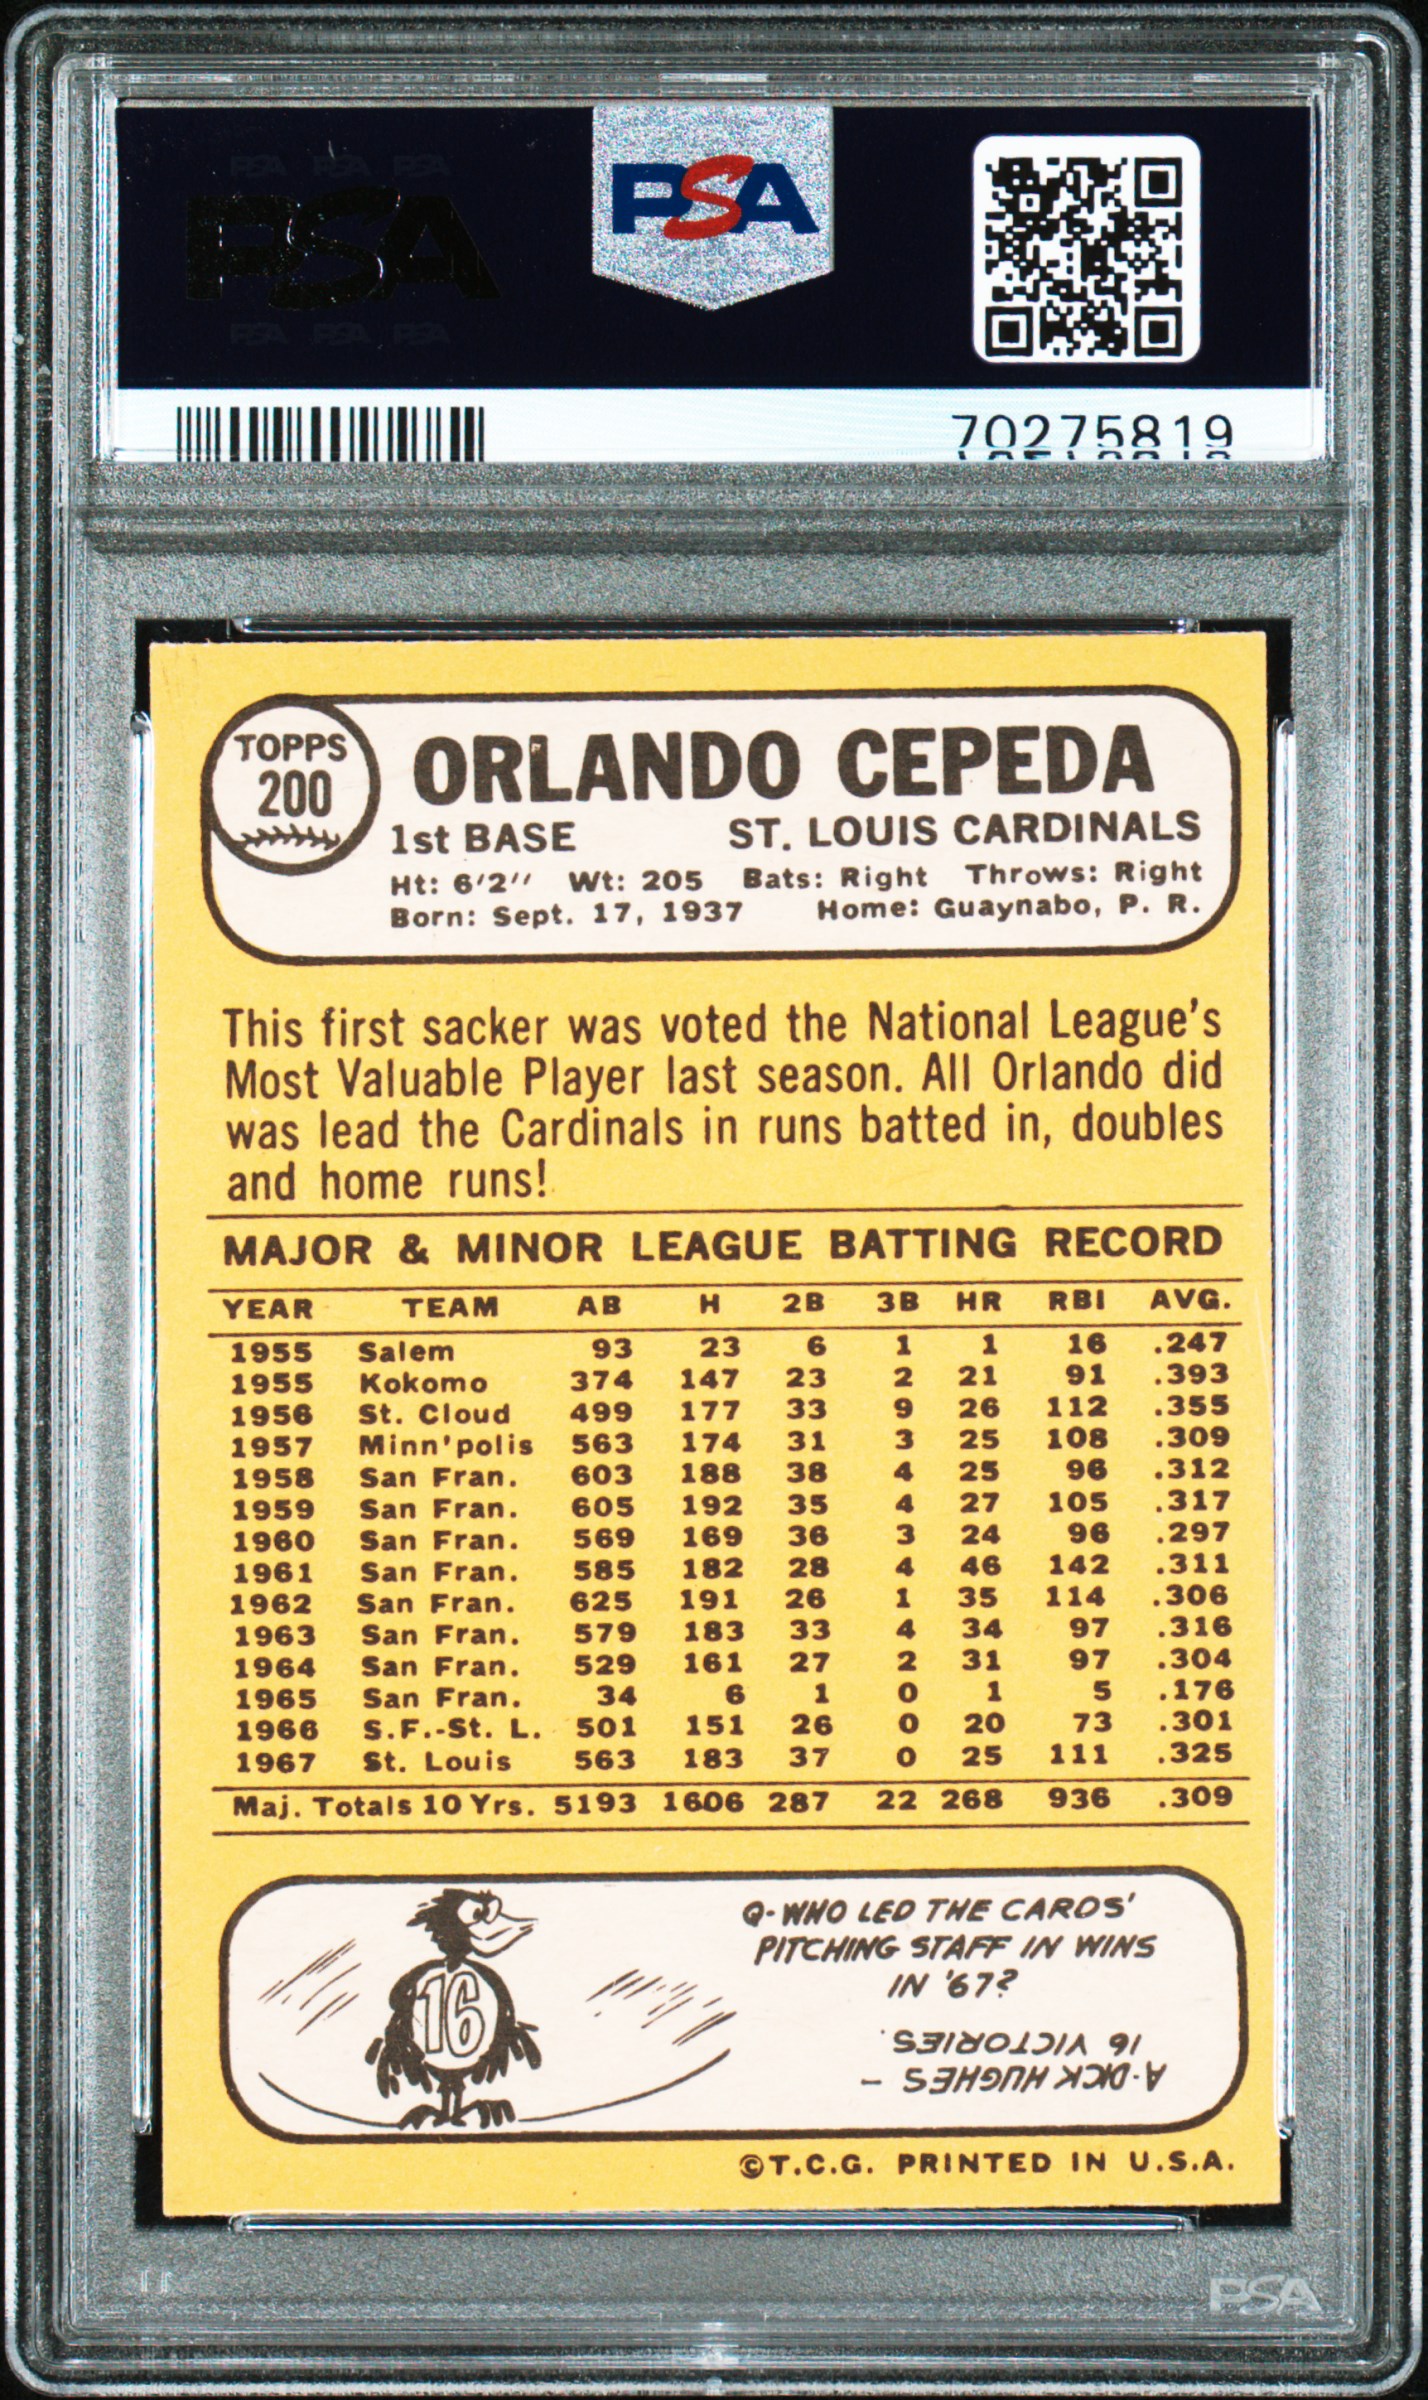 PSA PSA PSA
PSA
PSA PSA PSA
PSA
70275819
TOPPS
200
ORLANDO CEPEDA
1st BASE ST. LOUIS CARDINALS
Ht: 6'2" Wt: 205 Bats: Right Throws: Right
Born: Sept. 17, 1937 Home: Guaynabo, P. R.
This first sacker was voted the National League's
Most Valuable Player last season. All Orlando did
was lead the Cardinals in runs batted in, doubles
and home runs!
MAJOR & MINOR LEAGUE BATTING RECORD
YEAR TEAM AB H 2B 3B HR RBI AVG.
1955 Salem 93 23 6 1 1 16 .247
1955 Kokomo 374 147 23 2 21 91 .393
1956 St. Cloud 499 177 33 9 26 112 .355
1957 Minn'polis 563 174 31 3 25 108 .309
1958 San Fran. 603 188 38 4 25 96 .312
1959 San Fran. 605 192 35 4 27 105 .317
1960 San Fran. 569 169 36 3 24 96 .297
1961 San Fran. 585 182 28 4 46 142 .311
1962 San Fran. 625 191 26 1 35 114 .306
1963 San Fran. 579 183 33 4 34 97 .316
1964 San Fran. 529 161 27 2 31 97 .304
1965 San Fran. 34 6 1 0 1 5 .176
1966 S.F.-St. L. 501 151 26 0 20 73 .301
1967 St. Louis 563 183 37 0 25 111 .325
Maj. Totals 10 Yrs. 5193 1606 287 22 268 936 .309
16
Q-WHO LED THE CARDS'
PITCHING STAFF IN WINS
IN '67?
A-DICK HUGHES –
16 VICTORIES.
©T.C.G. PRINTED IN U.S.A.
PSA